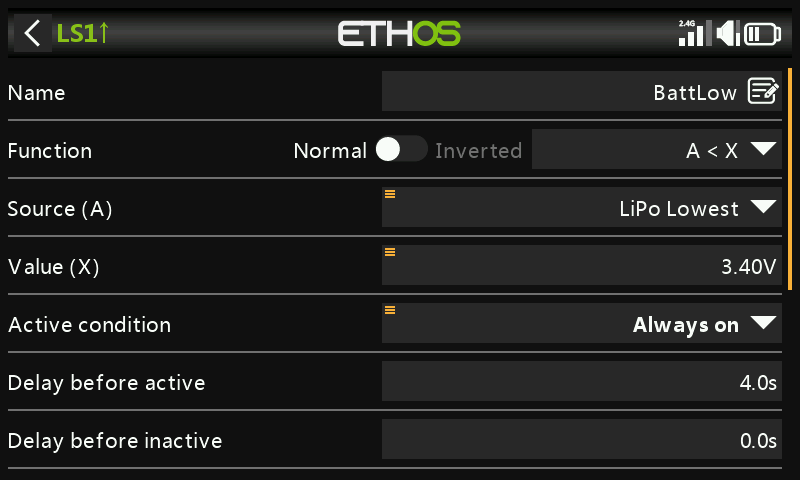 LS1↑
ETHOS
2.4G
Name BattLow
Function Normal Inverted A < X
Source (A) LiPo Lowest
Value (X) 3.40V
Active condition Always on
Delay before active 4.0s
Delay before inactive 0.0s